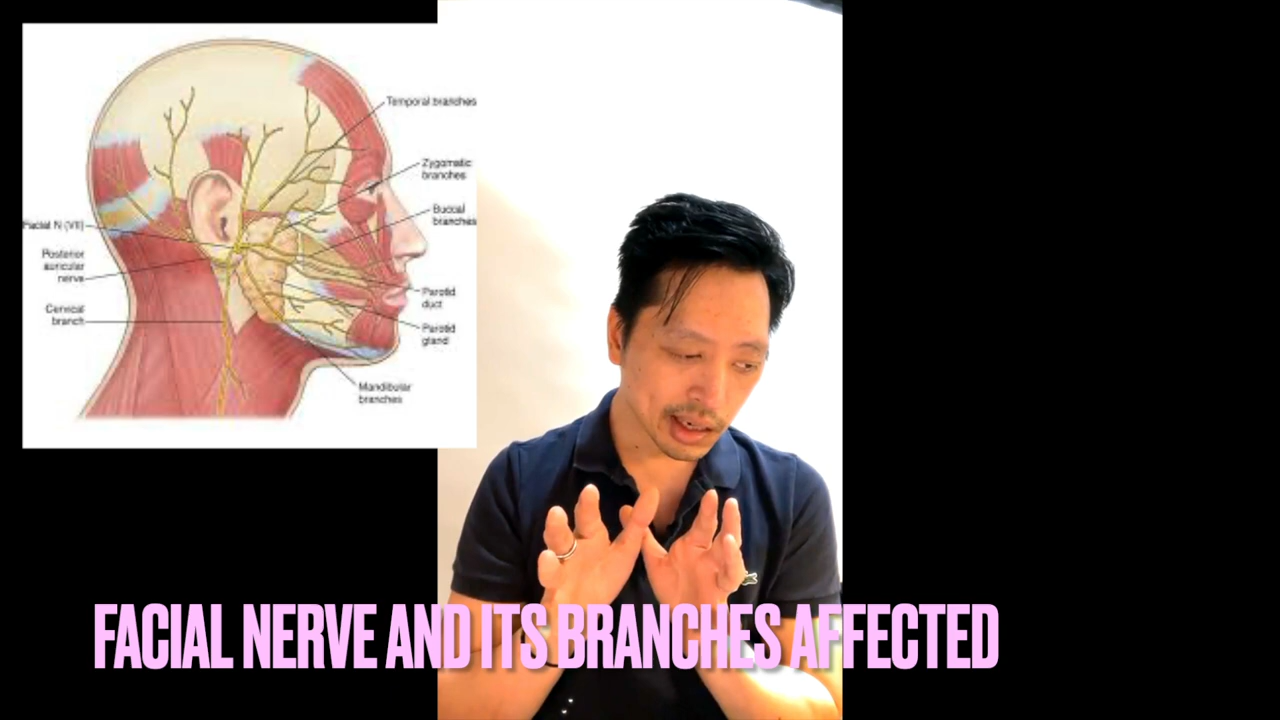 Temporal branches
Zygomatic
branches
Buccal
branches
Facial N (VII)
Posterior
auricular
nerve
Cervical
branch
Parotid
duct
Parotid
gland
Mandibular
branches
FACIAL NERVE AND ITS BRANCHES AFFECTED